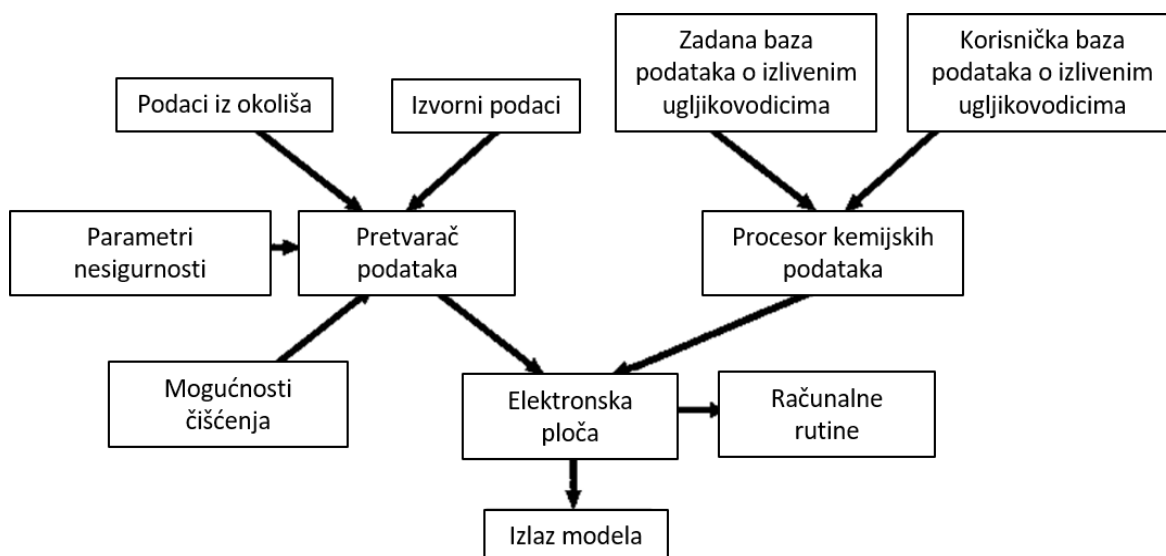 Zadana baza
podataka o izlivenim
ugljikovodicima
Korisnička baza
podataka o izlivenim
ugljikovodicima
Podaci iz okoliša
Izvorni podaci
Parametri
nesigurnosti
Pretvarač
podataka
Procesor kemijskih
podataka
Mogućnosti
čišćenja
Elektronska
ploča
Računalne
rutine
Izlaz modela